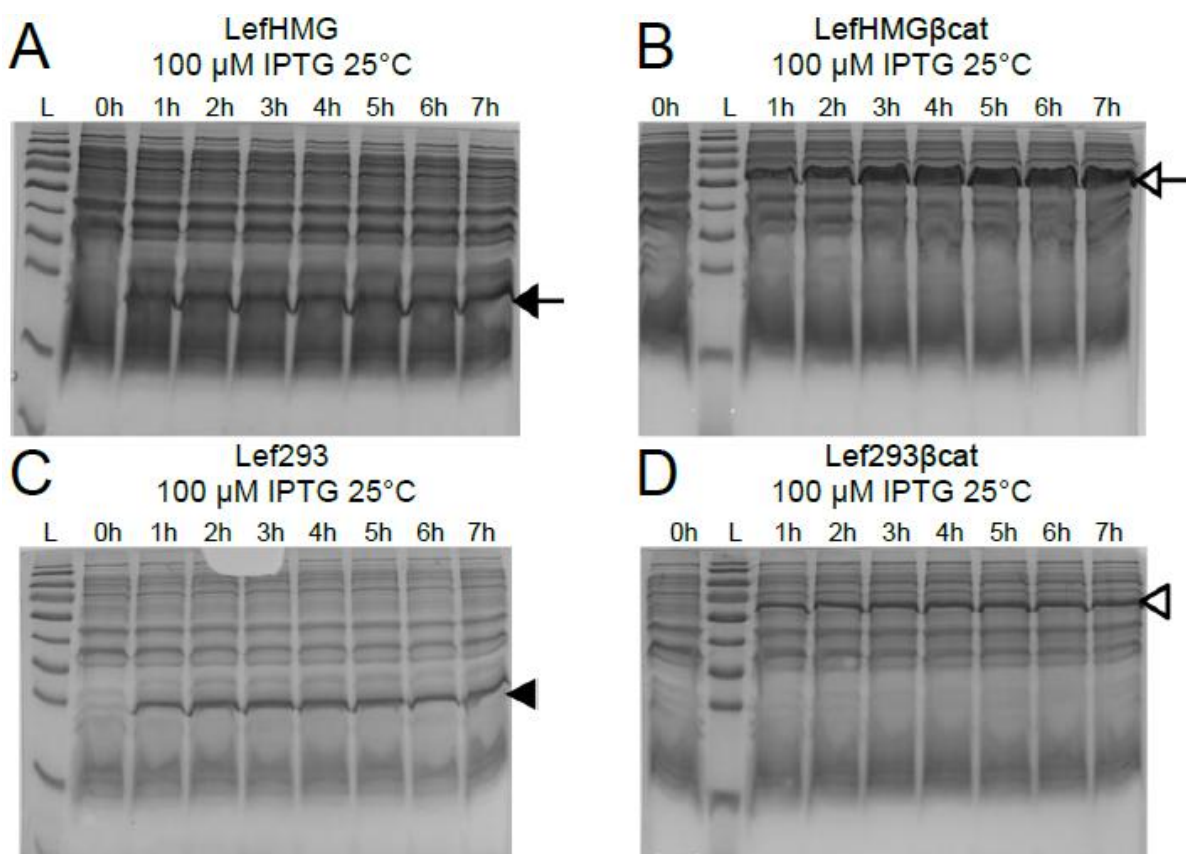 A
LefHMG
100 µM IPTG 25°C
L 0h 1h 2h 3h 4h 5h 6h 7h
B
LefHMGβcat
100 µM IPTG 25°C
0h L 1h 2h 3h 4h 5h 6h 7h
C
Lef293
100 µM IPTG 25°C
L 0h 1h 2h 3h 4h 5h 6h 7h
D
Lef293βcat
100 µM IPTG 25°C
0h L 1h 2h 3h 4h 5h 6h 7h